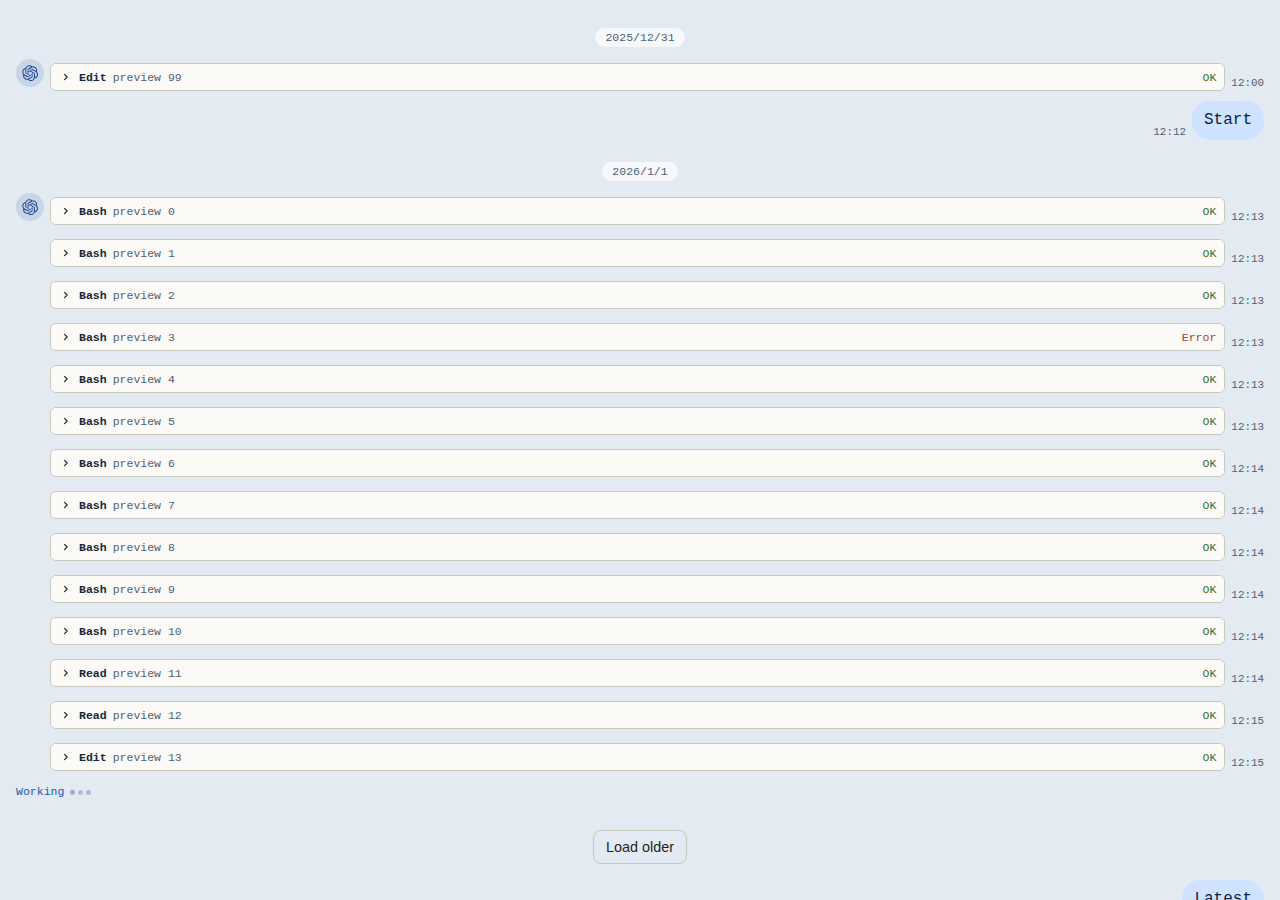 2025/12/31
Edit preview 99 OK 12:00
12:12 Start
2026/1/1
Bash preview 0 OK 12:13
Bash preview 1 OK 12:13
Bash preview 2 OK 12:13
Bash preview 3 Error 12:13
Bash preview 4 OK 12:13
Bash preview 5 OK 12:13
Bash preview 6 OK 12:14
Bash preview 7 OK 12:14
Bash preview 8 OK 12:14
Bash preview 9 OK 12:14
Bash preview 10 OK 12:14
Read preview 11 OK 12:14
Read preview 12 OK 12:15
Edit preview 13 OK 12:15
Working
Load older
Latest